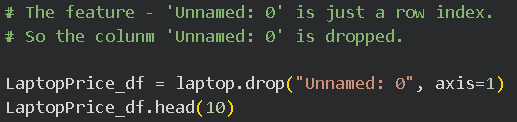 # The feature - 'Unnamed: 0' is just a row index.
# So the colunm 'Unnamed: 0' is dropped.
LaptopPrice_df = laptop.drop("Unnamed: 0", axis=1)
LaptopPrice_df.head(10)